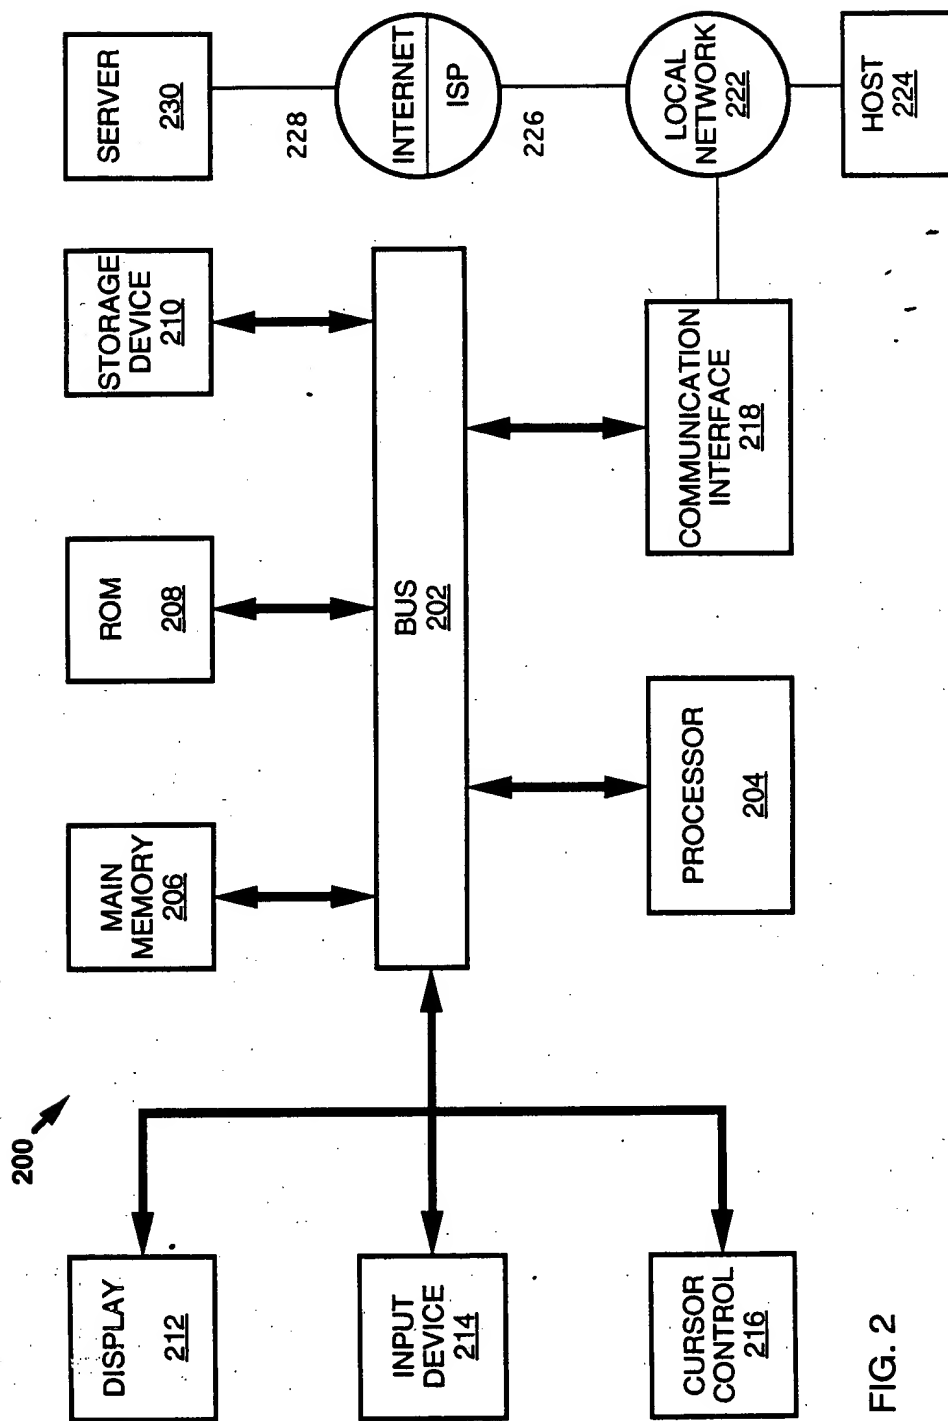 200
DISPLAY
212
INPUT
DEVICE
214
CURSOR
CONTROL
216
MAIN
MEMORY
206
ROM
208
STORAGE
DEVICE
210
SERVER
230
BUS
202
228
INTERNET
ISP
226
PROCESSOR
204
COMMUNICATION
INTERFACE
218
LOCAL
NETWORK
222
HOST
224
FIG. 2